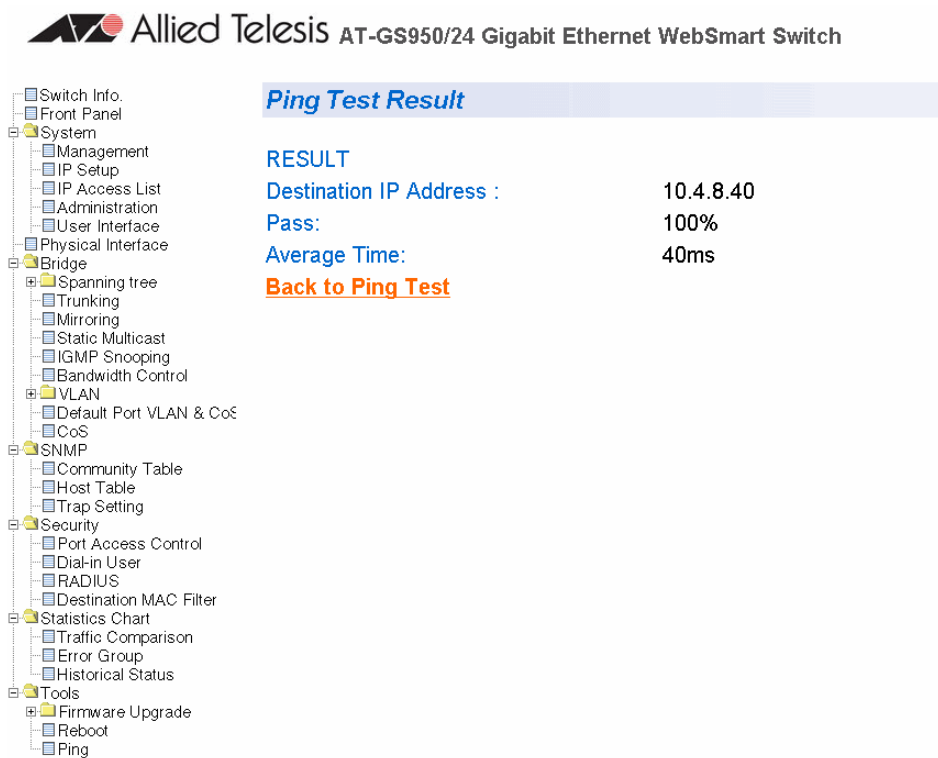 Allied Telesis AT-GS950/24 Gigabit Ethernet WebSmart Switch
Switch Info.
Front Panel
System
Management
IP Setup
IP Access List
Administration
User Interface
Physical Interface
Bridge
Spanning tree
Trunking
Mirroring
Static Multicast
IGMP Snooping
Bandwidth Control
VLAN
Default Port VLAN & CoS
CoS
SNMP
Community Table
Host Table
Trap Setting
Security
Port Access Control
Dial-in User
RADIUS
Destination MAC Filter
Statistics Chart
Traffic Comparison
Error Group
Historical Status
Tools
Firmware Upgrade
Reboot
Ping
Ping Test Result
RESULT
Destination IP Address : 10.4.8.40
Pass: 100%
Average Time: 40ms
Back to Ping Test